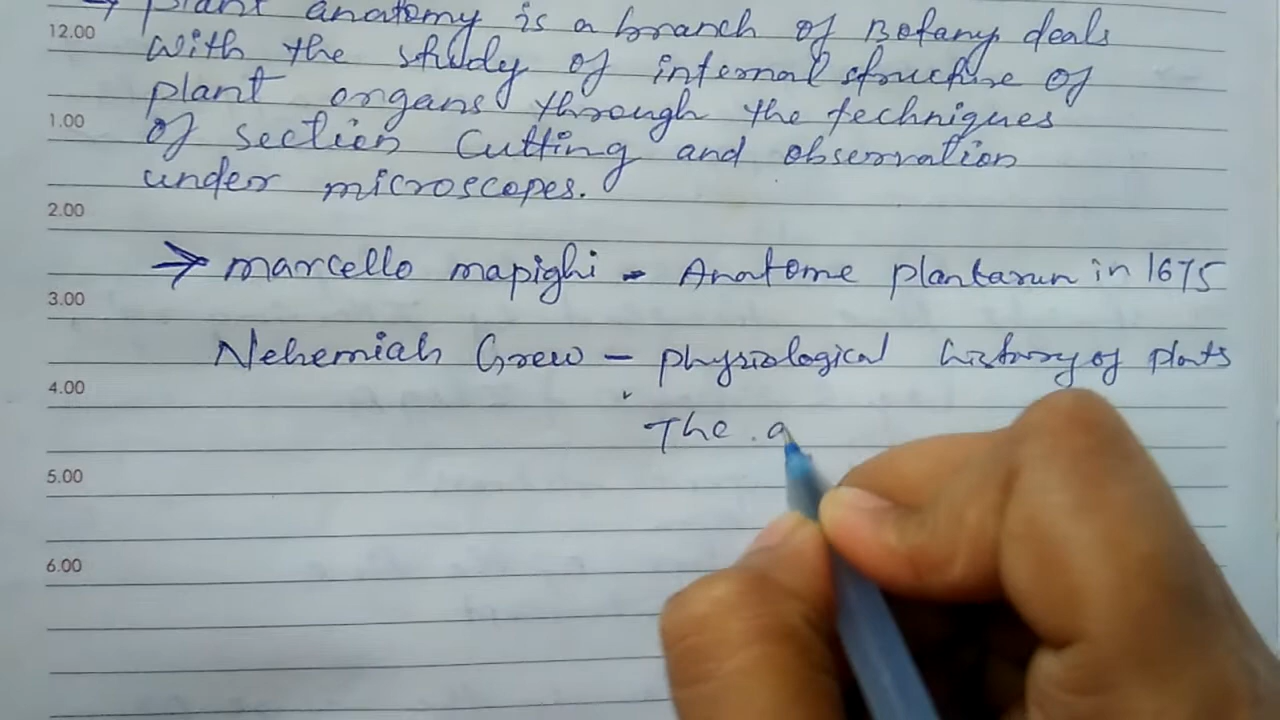 → plant anatomy is a branch of Botany deals
12.00
with the study of internal structure of
plant organs through the techniques
1.00
of section Cutting and observation
under microscopes.
2.00
→ marcello mapighi - Anatome plantarun in 1675
3.00
Nehemiah Grew – physiological history of plants
4.00
The a
5.00
6.00